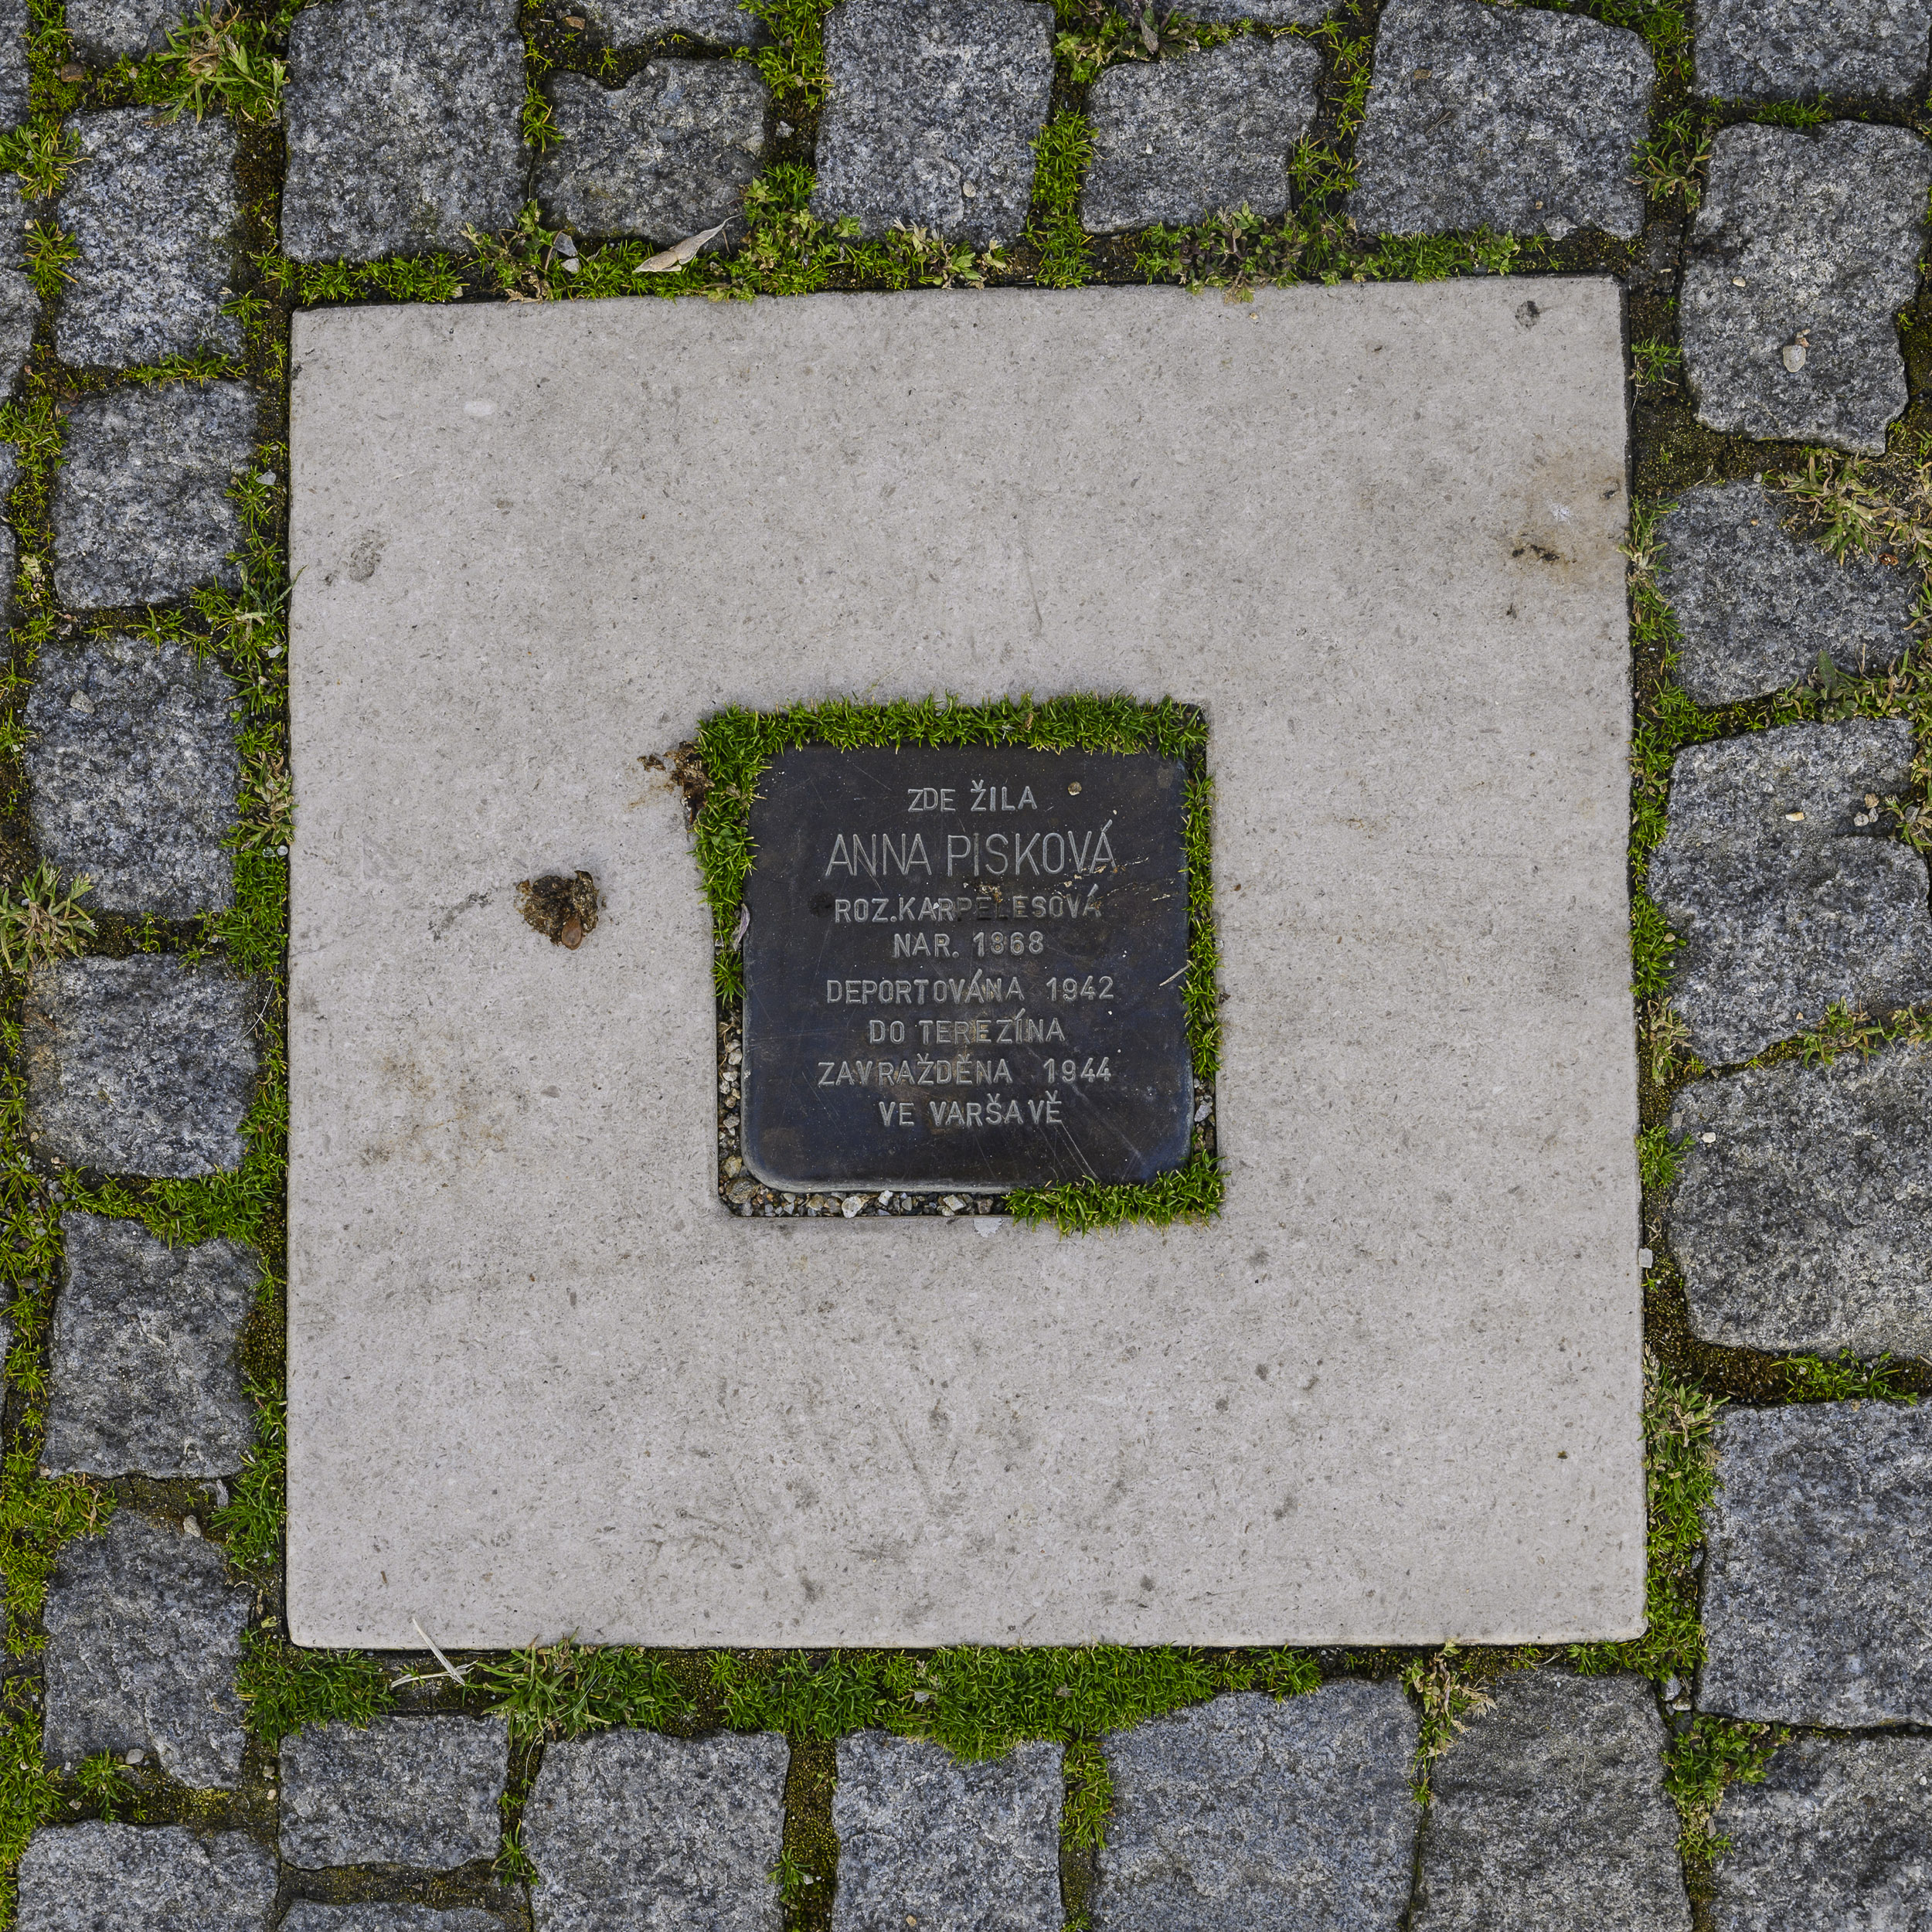 ZDE ŽILA
ANNA PISKOVÁ
ROZ.KARPELESOVÁ
NAR. 1868
DEPORTOVÁNA 1942
DO TEREZÍNA
ZAVRAŽDĚNA 1944
VE VARŠAVĚ